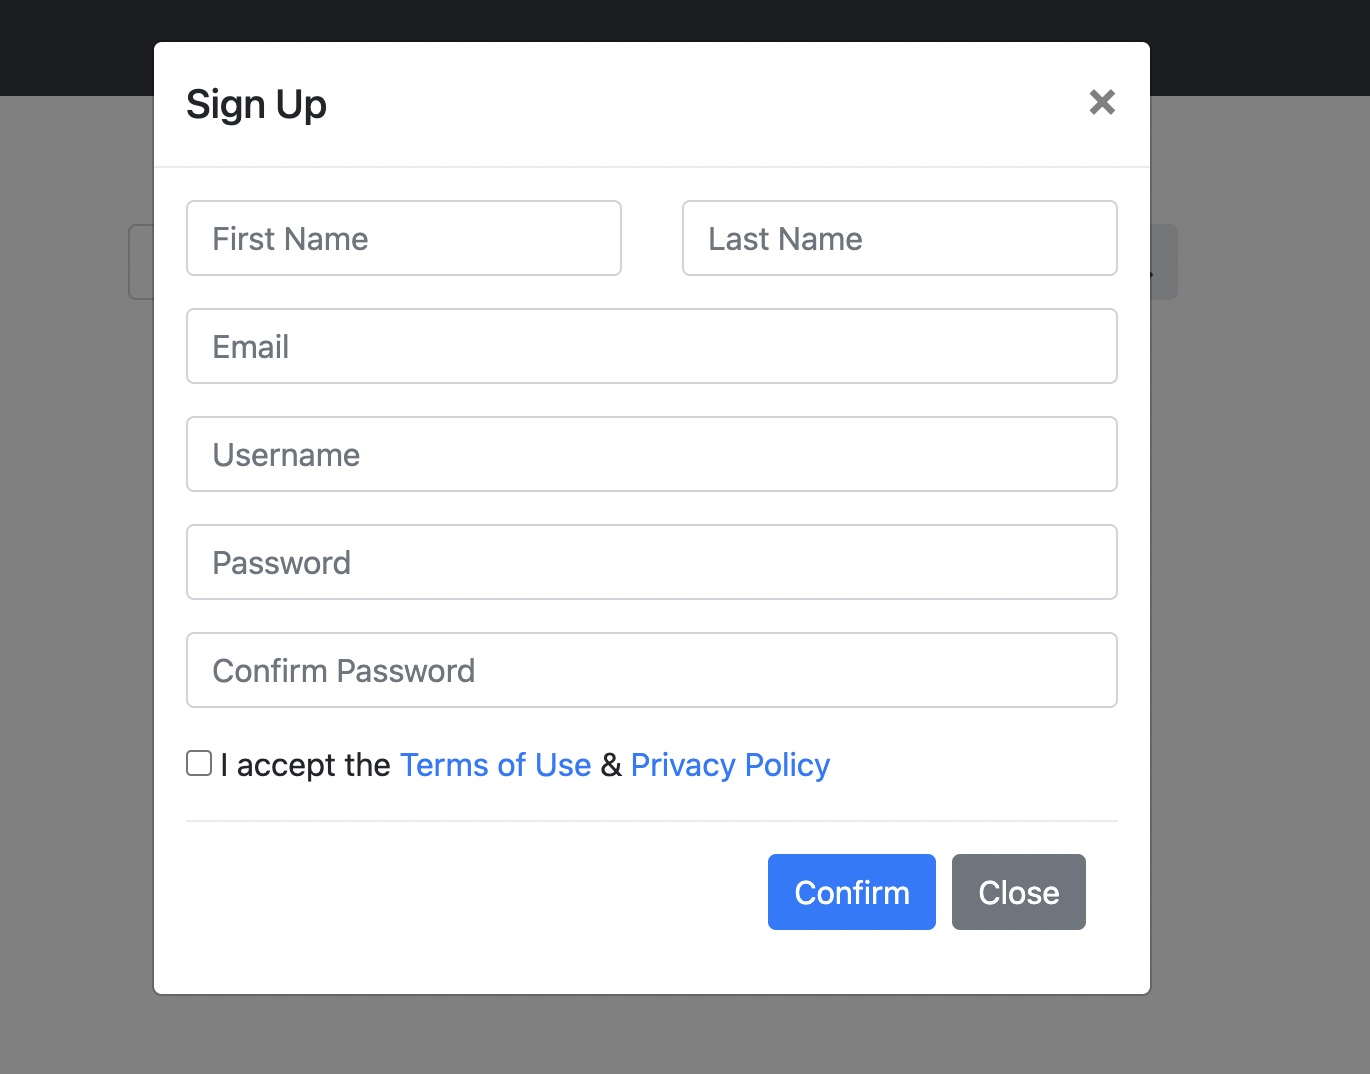 Sign Up
First Name
Last Name
Email
Username
Password
Confirm Password
I accept the Terms of Use & Privacy Policy
Confirm
Close